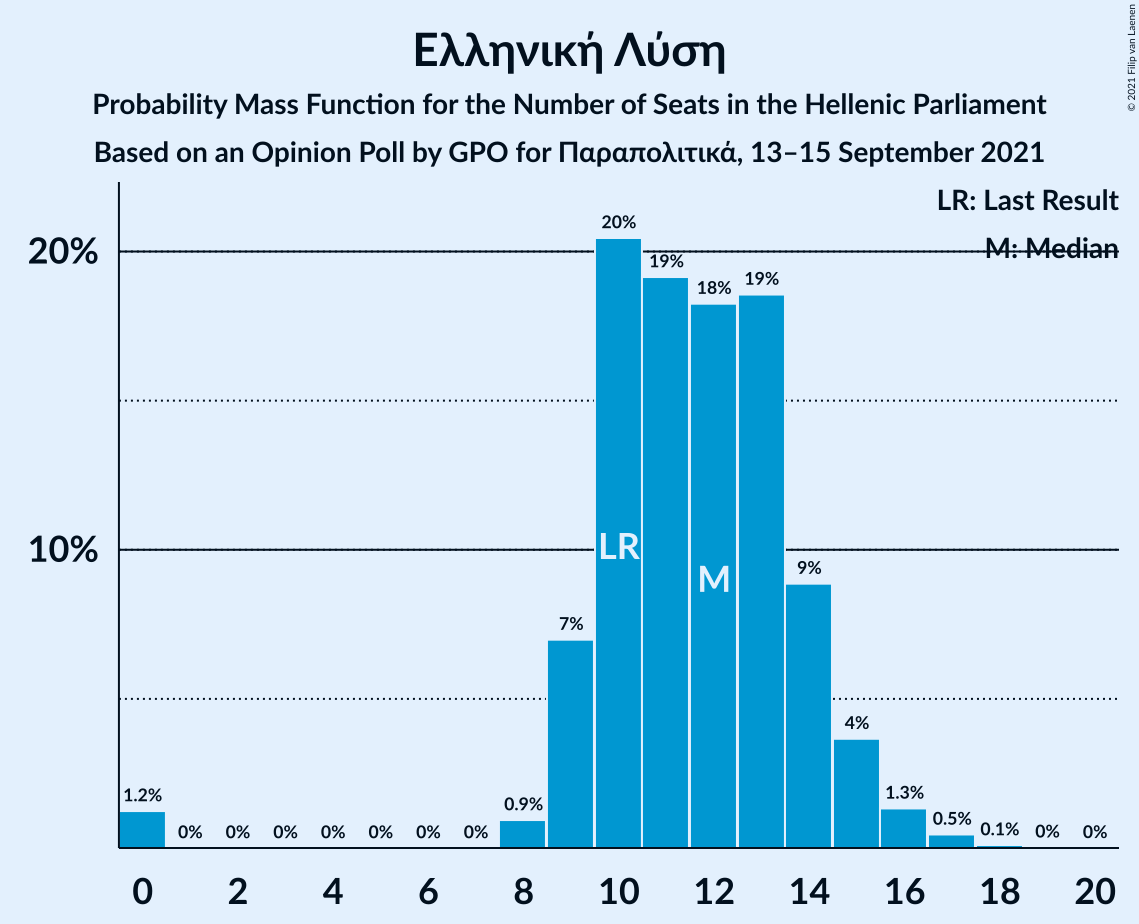 Ελληνική Λύση
Probability Mass Function for the Number of Seats in the Hellenic Parliament
Based on an Opinion Poll by GPO for Παραπολιτικά, 13–15 September 2021
© 2021 Filip van Laenen
LR: Last Result
M: Median
20%
10%
20%
19%
18%
19%
LR
M
9%
7%
4%
1.2%
0%
0%
0%
0%
0%
0%
0%
0.9%
1.3%
0.5%
0.1%
0%
0%
0 2 4 6 8 10 12 14 16 18 20